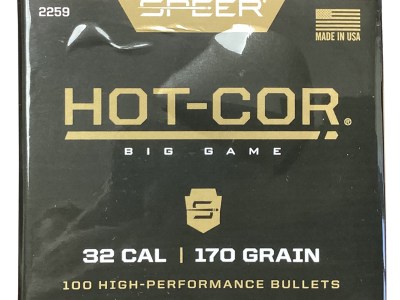 2259
SPEER
MADE IN USA
HOT-COR®
BIG GAME
S
32 CAL | 170 GRAIN
100 HIGH-PERFORMANCE BULLETS